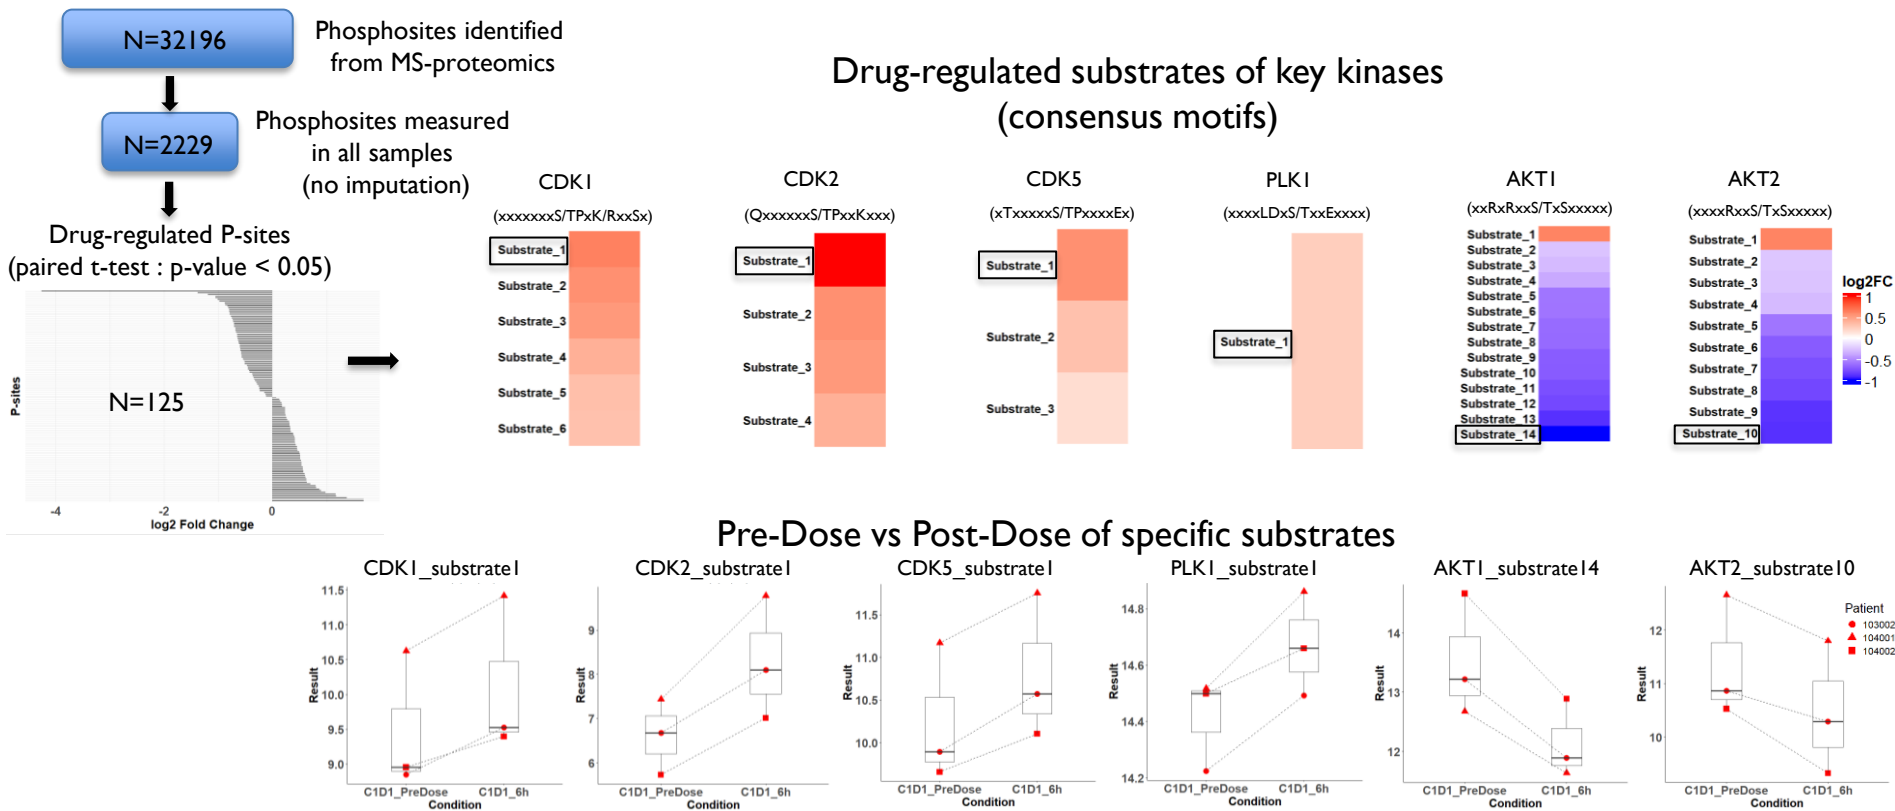 N=32196
Phosphosites identified
from MS-proteomics
N=2229
Phosphosites measured
in all samples
(no imputation)
Drug-regulated P-sites
(paired t-test : p-value < 0.05)
P-sites
N=125
-4 -2 0
log2 Fold Change
Drug-regulated substrates of key kinases
(consensus motifs)
CDK1
(xxxxxxxS/TPxK/RxxSx)
Substrate_1
Substrate_2
Substrate_3
Substrate_4
Substrate_5
Substrate_6
CDK2
(QxxxxxxS/TPxxKxxx)
Substrate_1
Substrate_2
Substrate_3
Substrate_4
CDK5
(xTxxxxxS/TPxxxxEx)
Substrate_1
Substrate_2
Substrate_3
PLK1
(xxxxLDxS/TxxExxxx)
Substrate_1
AKT1
(xxRxRxxS/TxSxxxxx)
Substrate_1
Substrate_2
Substrate_3
Substrate_4
Substrate_5
Substrate_6
Substrate_7
Substrate_8
Substrate_9
Substrate_10
Substrate_11
Substrate_12
Substrate_13
Substrate_14
AKT2
(xxxxRxxS/TxSxxxxx)
Substrate_1
Substrate_2
Substrate_3
Substrate_4
Substrate_5
Substrate_6
Substrate_7
Substrate_8
Substrate_9
Substrate_10
log2FC
1
0.5
0
-0.5
-1
Pre-Dose vs Post-Dose of specific substrates
CDK1_substrate1
Result
11.5
11.0
10.5
10.0
9.5
9.0
C1D1_PreDose C1D1_6h
Condition
CDK2_substrate1
Result
9
8
7
6
C1D1_PreDose C1D1_6h
Condition
CDK5_substrate1
Result
11.5
11.0
10.5
10.0
C1D1_PreDose C1D1_6h
Condition
PLK1_substrate1
Result
14.8
14.6
14.4
14.2
C1D1_PreDose C1D1_6h
Condition
AKT1_substrate14
Result
14
13
12
C1D1_PreDose C1D1_6h
Condition
AKT2_substrate10
Result
12
11
10
C1D1_PreDose C1D1_6h
Condition
Patient
103002
104001
104002